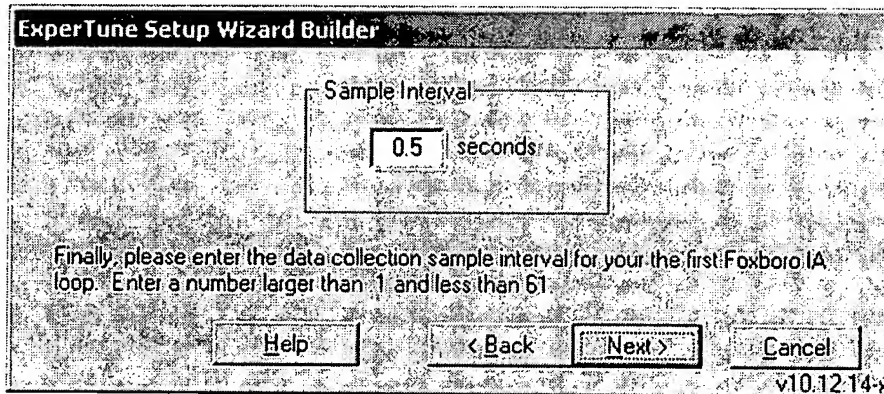 ExperTune Setup Wizard Builder
Sample Interval
0.5 seconds
Finally, please enter the data collection sample interval for your the first Foxboro IA
loop. Enter a number larger than .1 and less than 61.
Help < Back Next > Cancel
v10.12.14-x